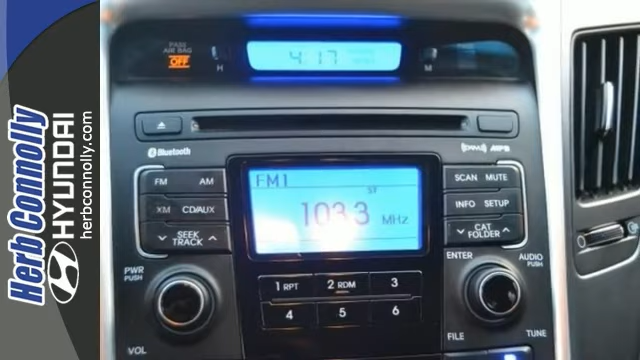 Herb Connolly
HYUNDAI
herbconnolly.com
PASS
AIR BAG
OFF
H
4:17
M
Bluetooth
XM
MP3
FM
AM
XM
CD/AUX
SEEK
TRACK
FM1
ST
103.3 MHz
SCAN
MUTE
INFO
SETUP
CAT
FOLDER
PWR
PUSH
VOL
1 RPT
2 RDM
3
4
5
6
ENTER
AUDIO
PUSH
FILE
TUNE